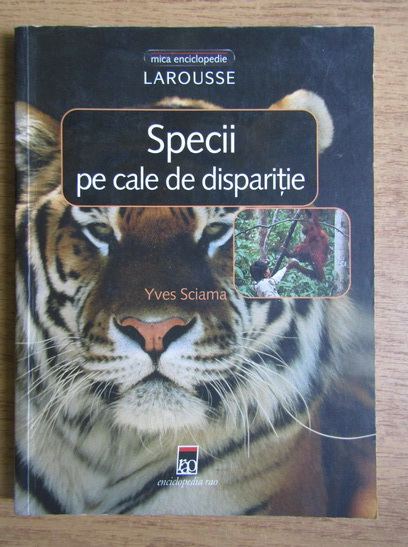 mica enciclopedie
LAROUSSE
Specii
pe cale de dispariție
Yves Sciama
rao
enciclopedia rao